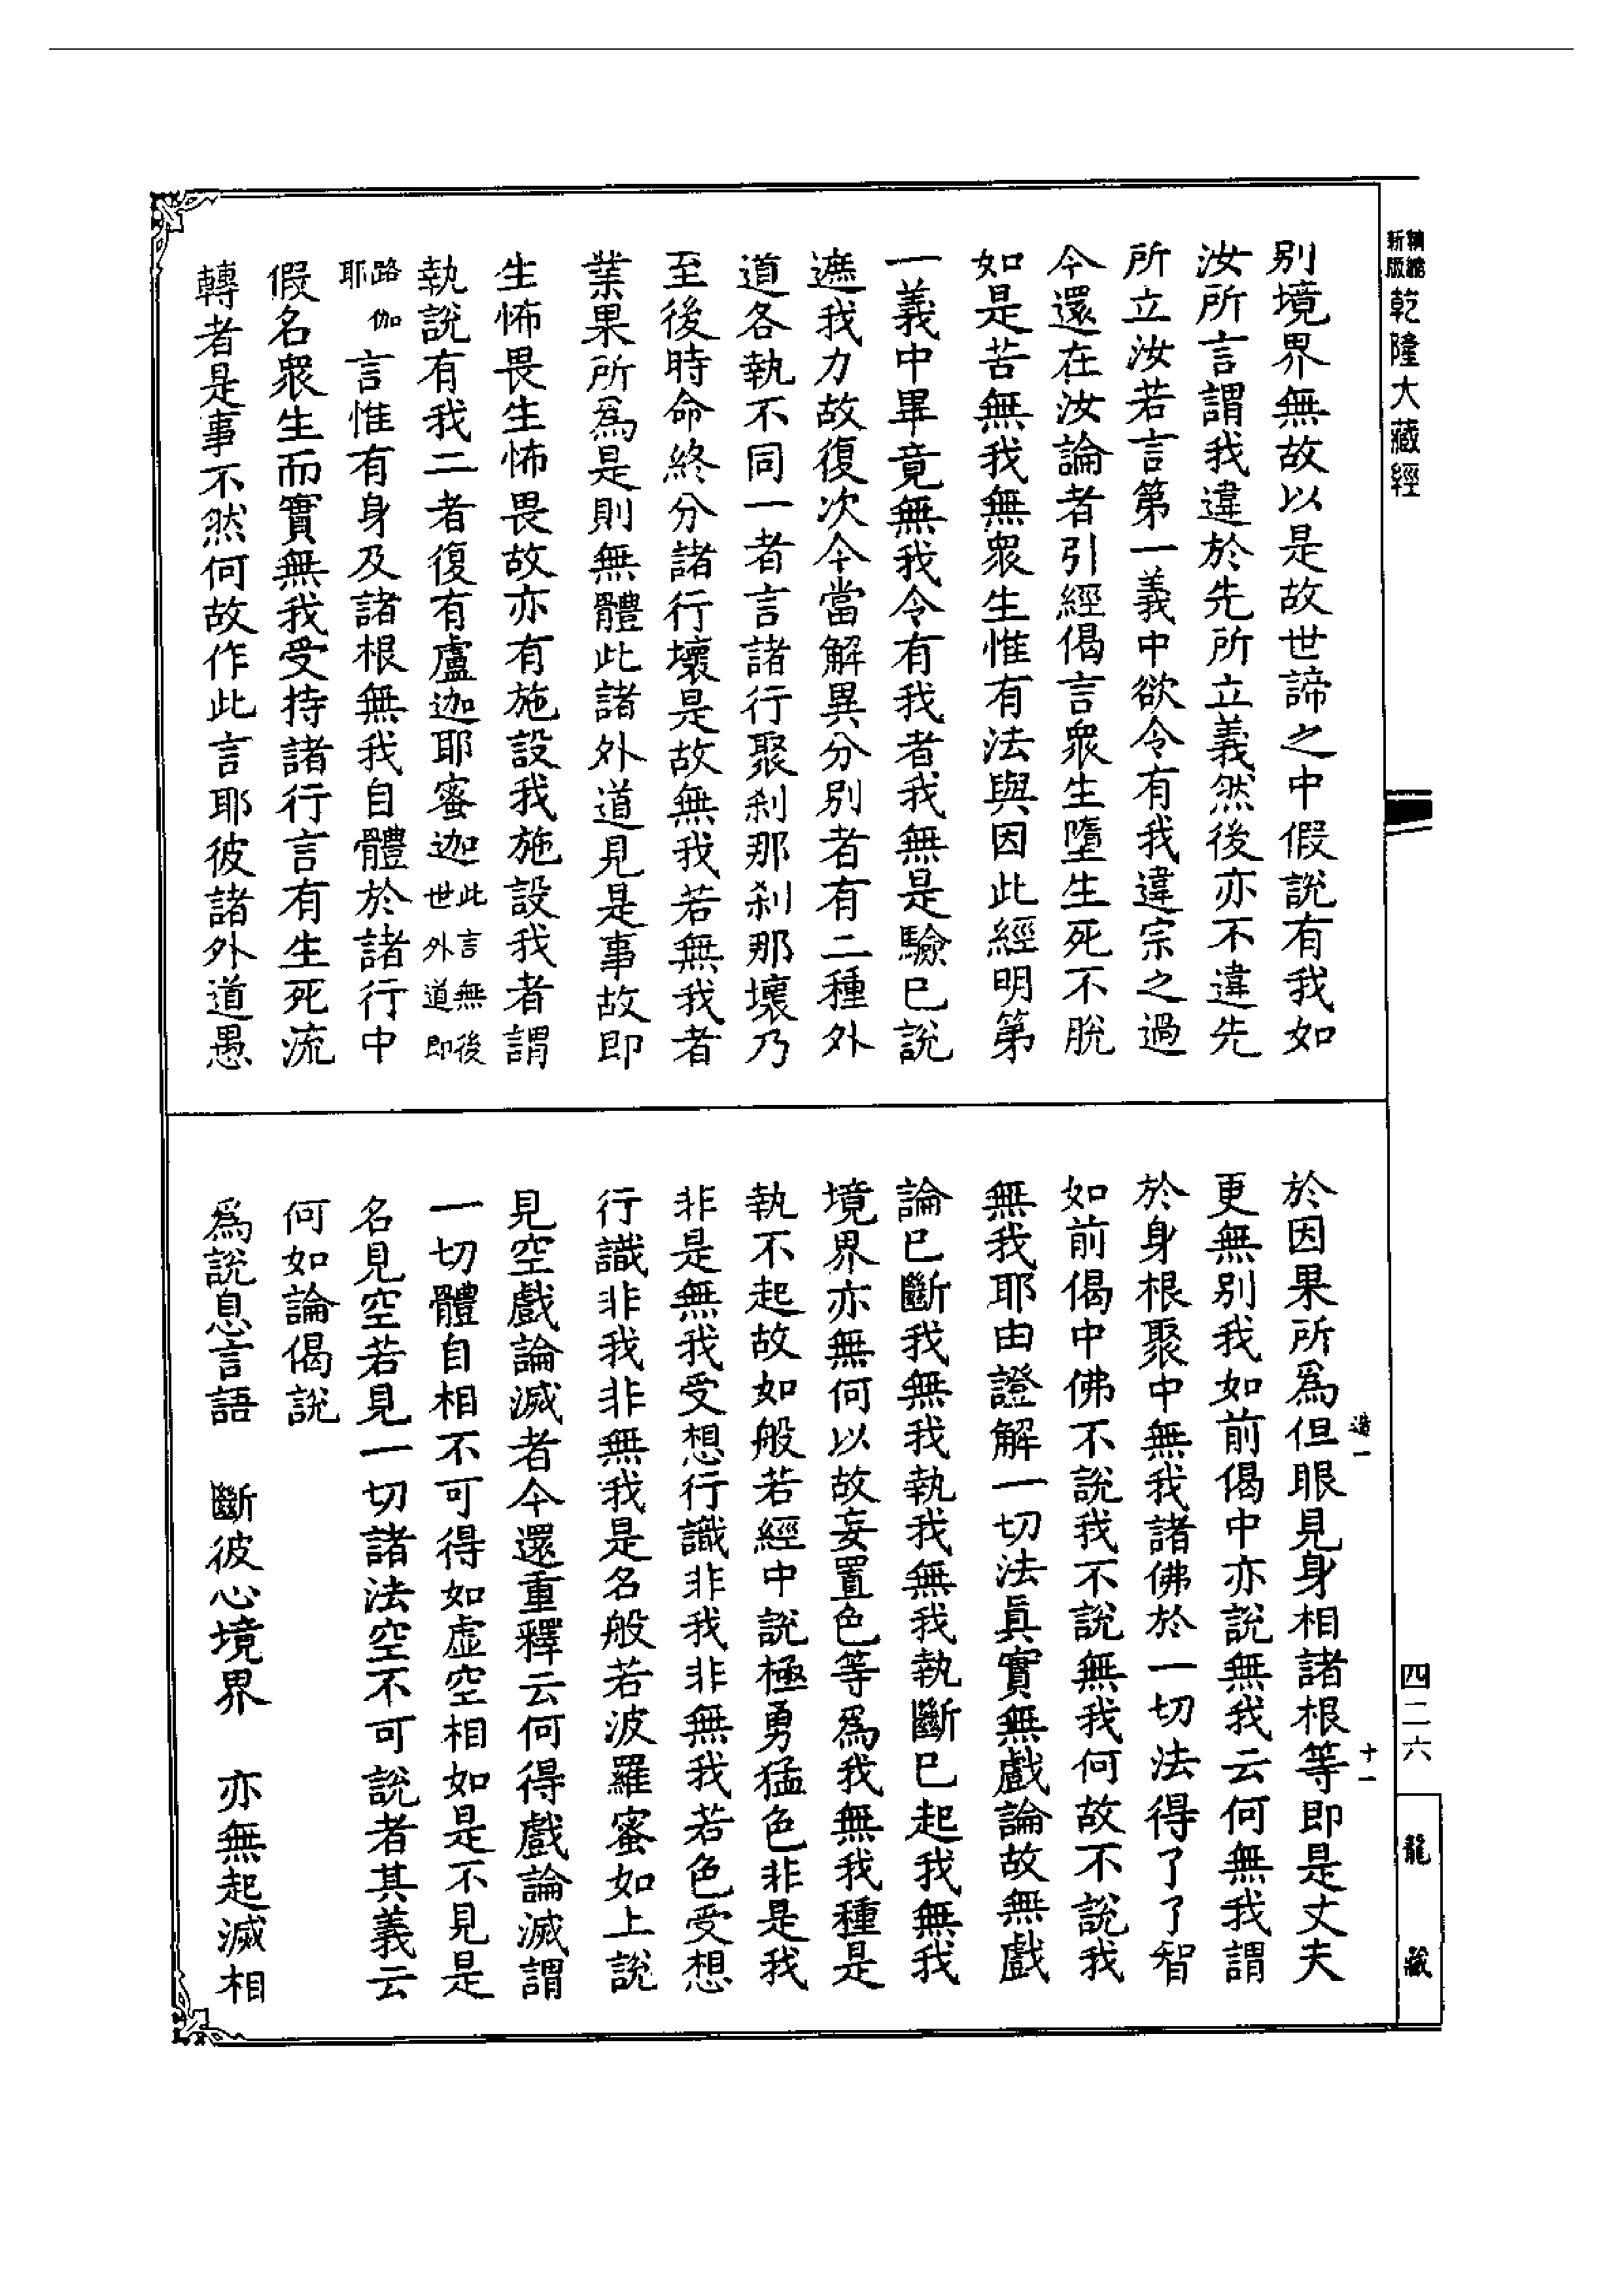 精縮新版乾隆大藏經
別境界無故以是故世諦之中假說有我如
汝所言謂我違於先所立義然後亦不違先
所立汝若言第一義中欲令有我違宗之過
今還在汝論者引經偈言眾生墮生死不脫
如是苦無我無眾生惟有法與因此經明第
一義中畢竟無我令有我者我無是驗已說
遮我力故復次今當解異分別者有二種外
道各執不同一者言諸行聚刹那刹那壞乃
至後時命終分諸行壞是故無我若無我者
業果所為是則無體此諸外道見是事故即
生怖畏生怖畏故亦有施設我施設我者謂
執說有我二者復有盧迦耶蜜迦此言無後世外道即
路伽耶言惟有身及諸根無我自體於諸行中
假名眾生而實無我受持諸行言有生死流
轉者是事不然何故作此言耶彼諸外道愚
於因果所為但眼見身相諸根等即是丈夫
更無別我如前偈中亦說無我云何無我謂
於身根聚中無我諸佛於一切法得了了智
如前偈中佛不說我不說無我何故不說我
無我耶由證解一切法真實無戲論故無戲
論已斷我無我執我無我執斷已起我無我
境界亦無何以故妄置色等為我無我種是
執不起故如般若經中說極勇猛色非是我
非是無我受想行識非我非無我若色受想
行識非我非無我是名般若波羅蜜如上說
見空戲論滅者今還重釋云何得戲論滅謂
一切體自相不可得如虛空相如是不見是
名見空若見一切諸法空不可說者其義云
何如論偈說
為說息言語　斷彼心境界　亦無起滅相
造一
十一
四二六
龍藏